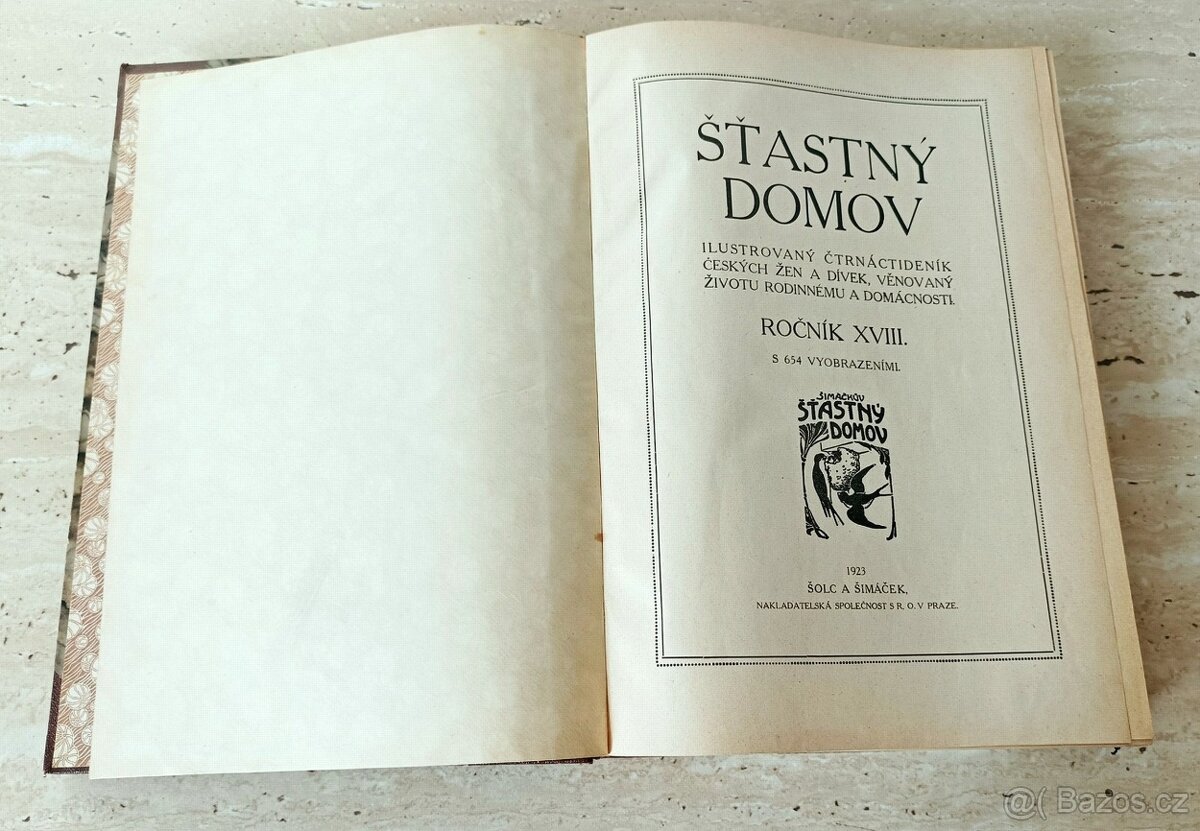 ŠŤASTNÝ
DOMOV
ILUSTROVANÝ ČTRNÁCTIDENÍK
ČESKÝCH ŽEN A DÍVEK, VĚNOVANÝ
ŽIVOTU RODINNÉMU A DOMÁCNOSTI.
ROČNÍK XVIII.
S 654 VYOBRAZENÍMI.
ŠIMÁČKŮV
ŠŤASTNÝ
DOMOV
1923
ŠOLC A ŠIMÁČEK,
NAKLADATELSKÁ SPOLEČNOST S R. O. V PRAZE.
@( Bazos.cz